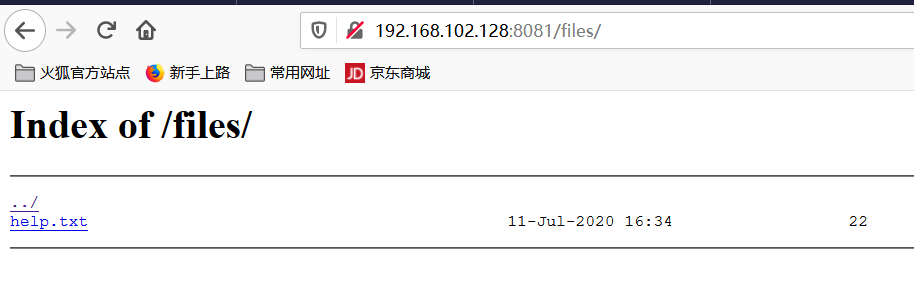 192.168.102.128:8081/files/
火狐官方站点 新手上路 常用网址 JD 京东商城
Index of /files/
../
help.txt 11-Jul-2020 16:34 22